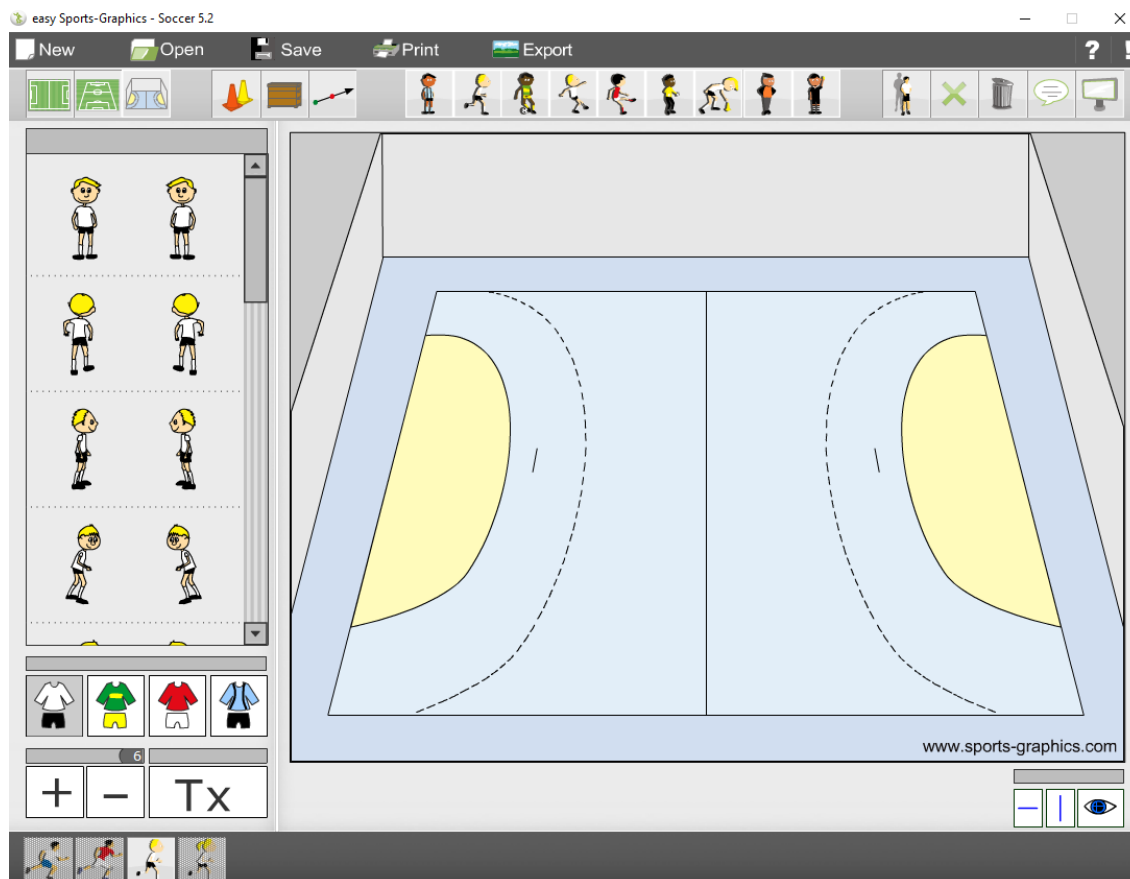 easy Sports-Graphics - Soccer 5.2
New Open Save Print Export ? !
www.sports-graphics.com
6
+ − Tx